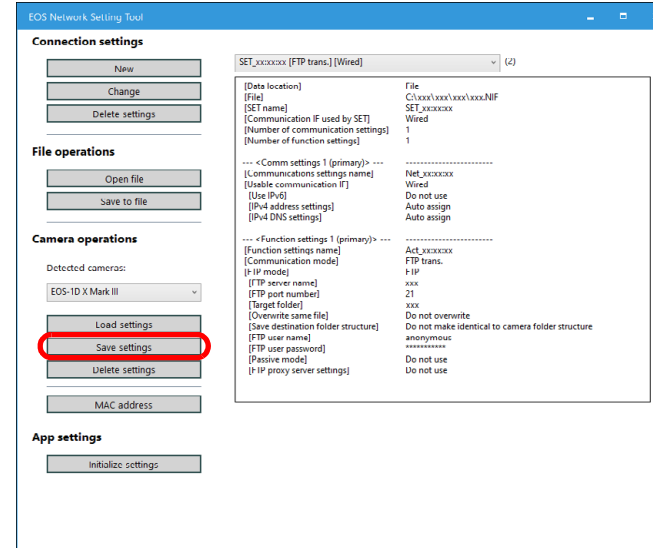 EOS Network Setting Tool
Connection settings
New
Change
Delete settings
File operations
Open file
Save to file
Camera operations
Detected cameras:
EOS-1D X Mark III
Load settings
Save settings
Delete settings
MAC address
App settings
Initialize settings
SET_xx:xx:xx [FTP trans.] [Wired] (2)
[Data location] File
[File] C:\xxx\xxx\xxx\xxx.NIF
[SET name] SET_xx:xx:xx
[Communication IF used by SET] Wired
[Number of communication settings] 1
[Number of function settings] 1
--- <Comm settings 1 (primary)> --- ------------------------
[Communications settings name] Net_xx:xx:xx
[Usable communication IF] Wired
[Use IPv6] Do not use
[IPv4 address settings] Auto assign
[IPv4 DNS settings] Auto assign
--- <Function settings 1 (primary)> --- ------------------------
[Function settings name] Act_xx:xx:xx
[Communication mode] FTP trans.
[FTP mode] FTP
[FTP server name] xxx
[FTP port number] 21
[Target folder] xxx
[Overwrite same file] Do not overwrite
[Save destination folder structure] Do not make identical to camera folder structure
[FTP user name] anonymous
[FTP user password] ***********
[Passive mode] Do not use
[FTP proxy server settings] Do not use